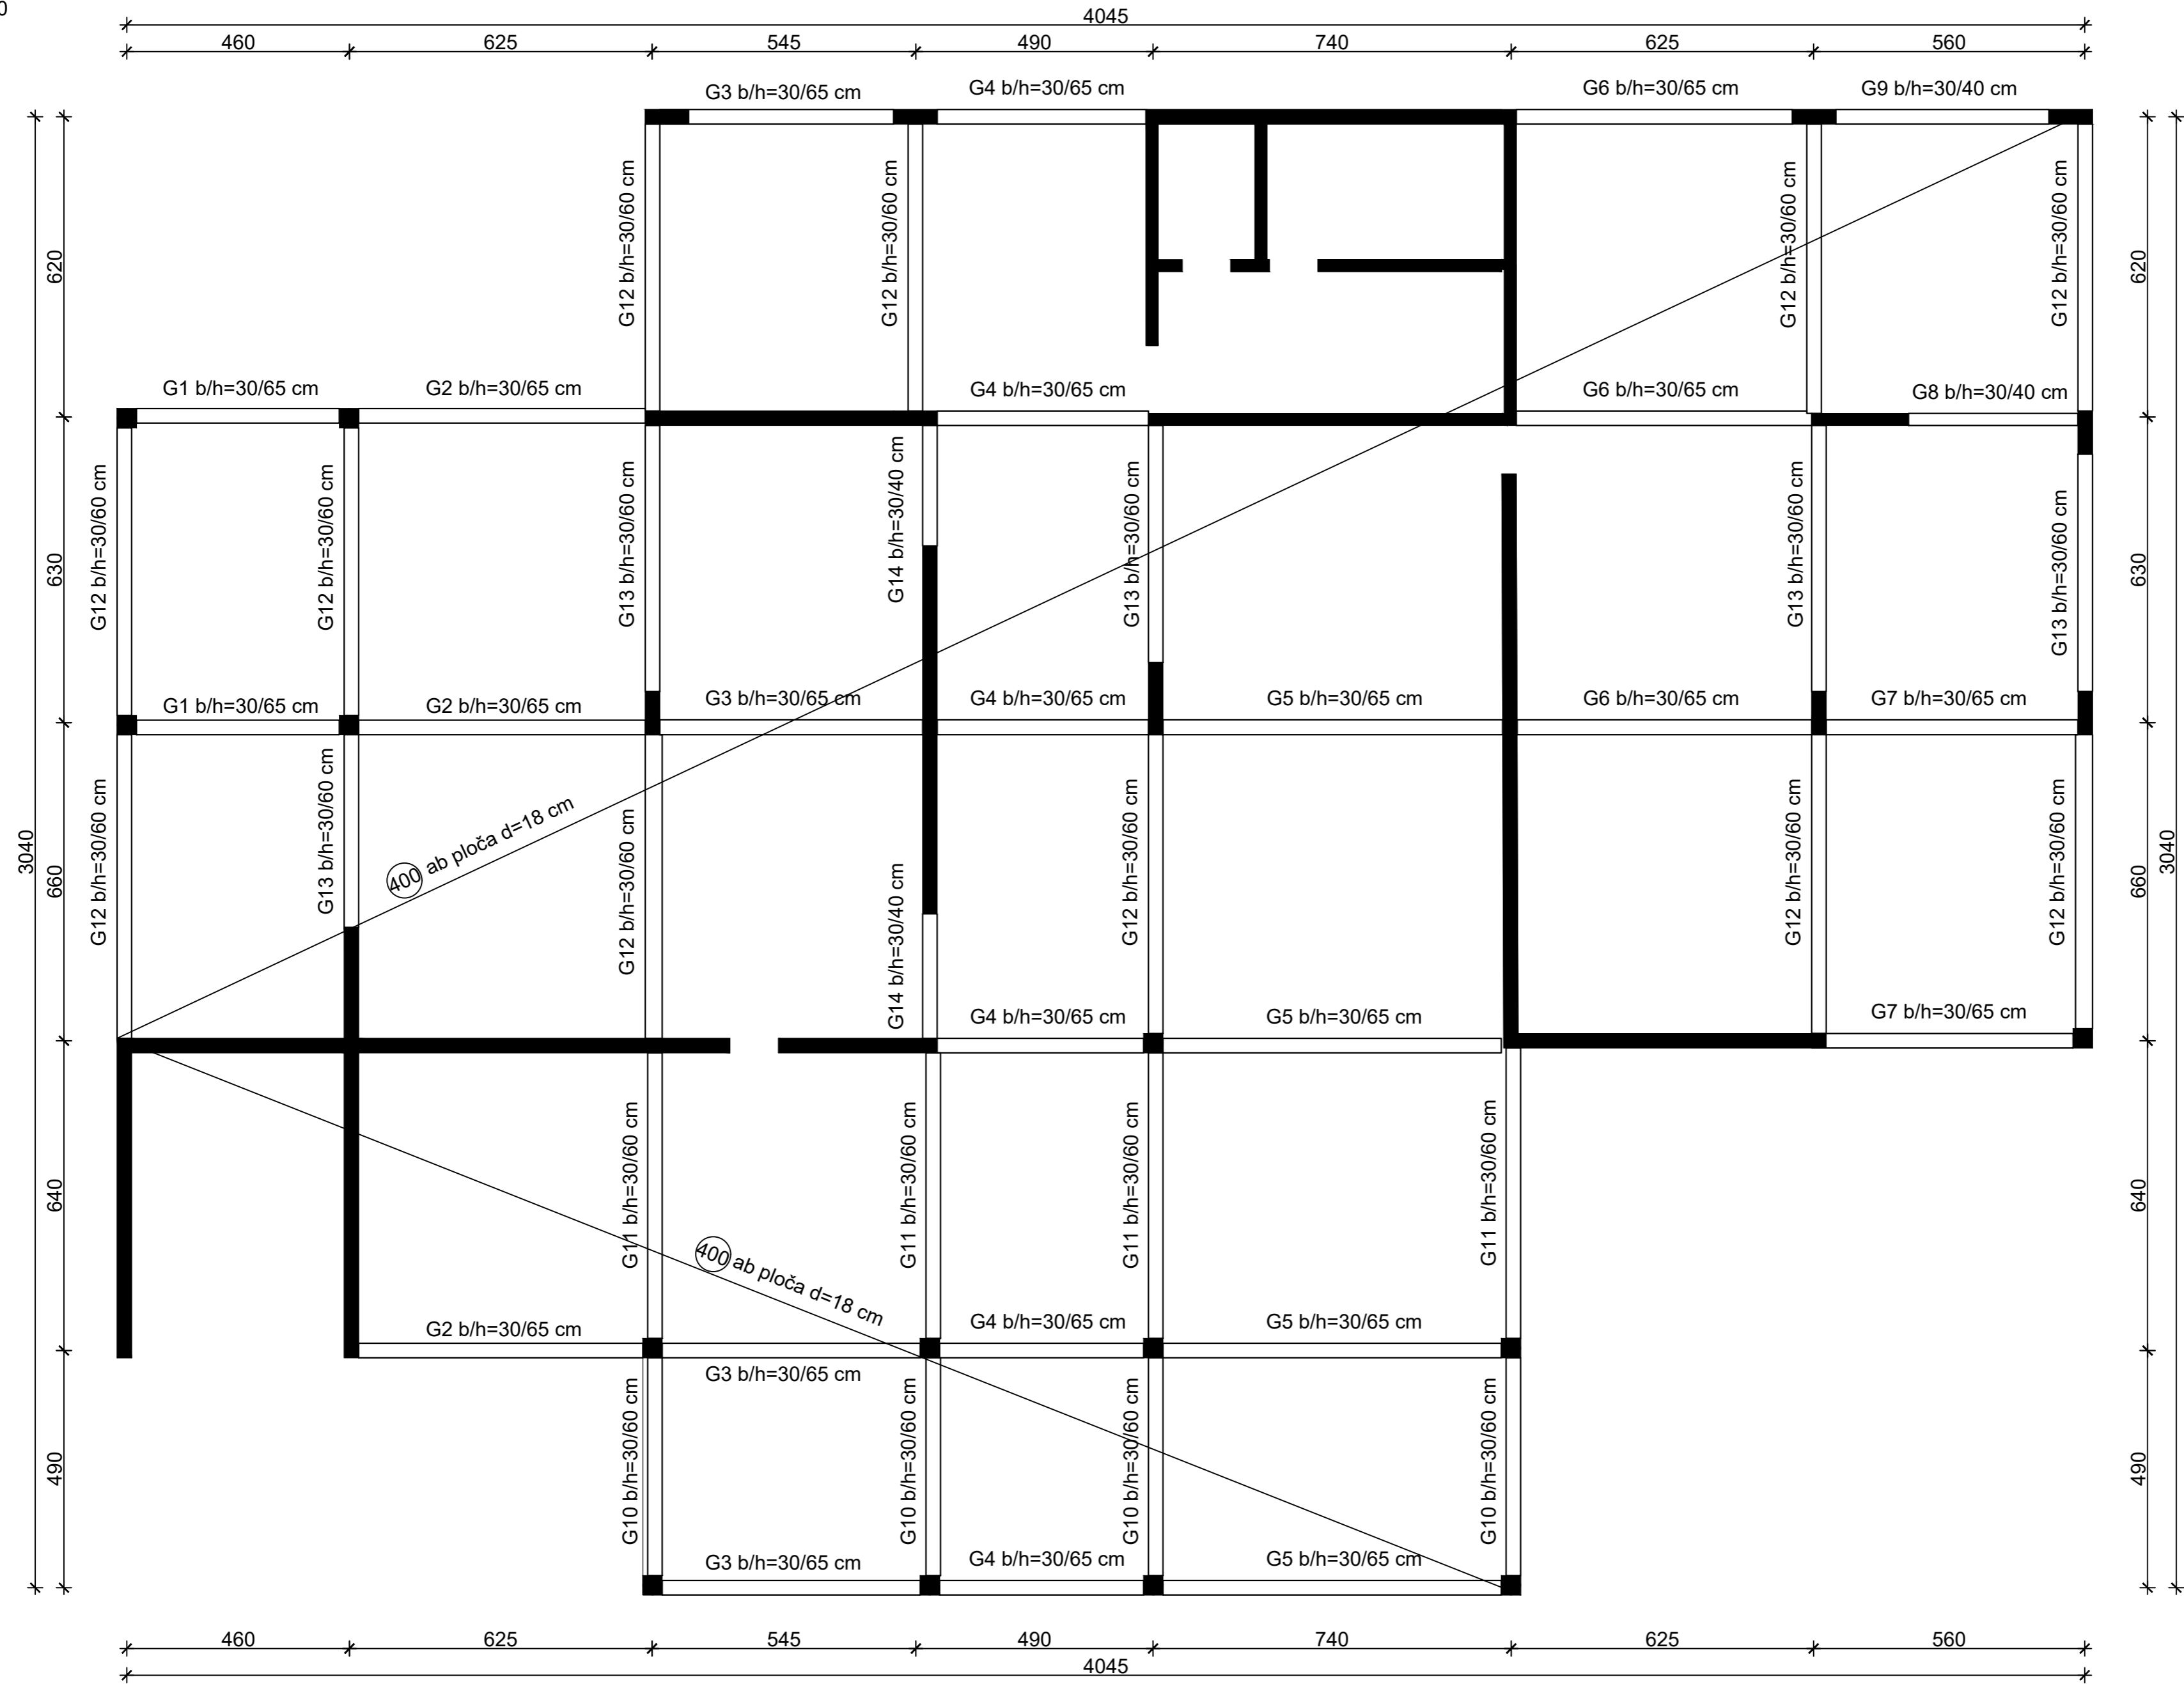 0
4045
460 625 545 490 740 625 560
G3 b/h=30/65 cm
G4 b/h=30/65 cm
G6 b/h=30/65 cm
G9 b/h=30/40 cm
620
G12 b/h=30/60 cm
G12 b/h=30/60 cm
G12 b/h=30/60 cm
G12 b/h=30/60 cm
620
G1 b/h=30/65 cm
G2 b/h=30/65 cm
G4 b/h=30/65 cm
G6 b/h=30/65 cm
G8 b/h=30/40 cm
630
G12 b/h=30/60 cm
G12 b/h=30/60 cm
G13 b/h=30/60 cm
G14 b/h=30/40 cm
G13 b/h=30/60 cm
G13 b/h=30/60 cm
G13 b/h=30/60 cm
630
G1 b/h=30/65 cm
G2 b/h=30/65 cm
G3 b/h=30/65 cm
G4 b/h=30/65 cm
G5 b/h=30/65 cm
G6 b/h=30/65 cm
G7 b/h=30/65 cm
3040
660
G12 b/h=30/60 cm
G13 b/h=30/60 cm
400 ab ploča d=18 cm
G12 b/h=30/60 cm
G14 b/h=30/40 cm
G12 b/h=30/60 cm
G12 b/h=30/60 cm
G12 b/h=30/60 cm
660
3040
G4 b/h=30/65 cm
G5 b/h=30/65 cm
G7 b/h=30/65 cm
640
G11 b/h=30/60 cm
G11 b/h=30/60 cm
G11 b/h=30/60 cm
G11 b/h=30/60 cm
640
400 ab ploča d=18 cm
G2 b/h=30/65 cm
G3 b/h=30/65 cm
G4 b/h=30/65 cm
G5 b/h=30/65 cm
490
G10 b/h=30/60 cm
G10 b/h=30/60 cm
G10 b/h=30/60 cm
G10 b/h=30/60 cm
490
G3 b/h=30/65 cm
G4 b/h=30/65 cm
G5 b/h=30/65 cm
460 625 545 490 740 625 560
4045